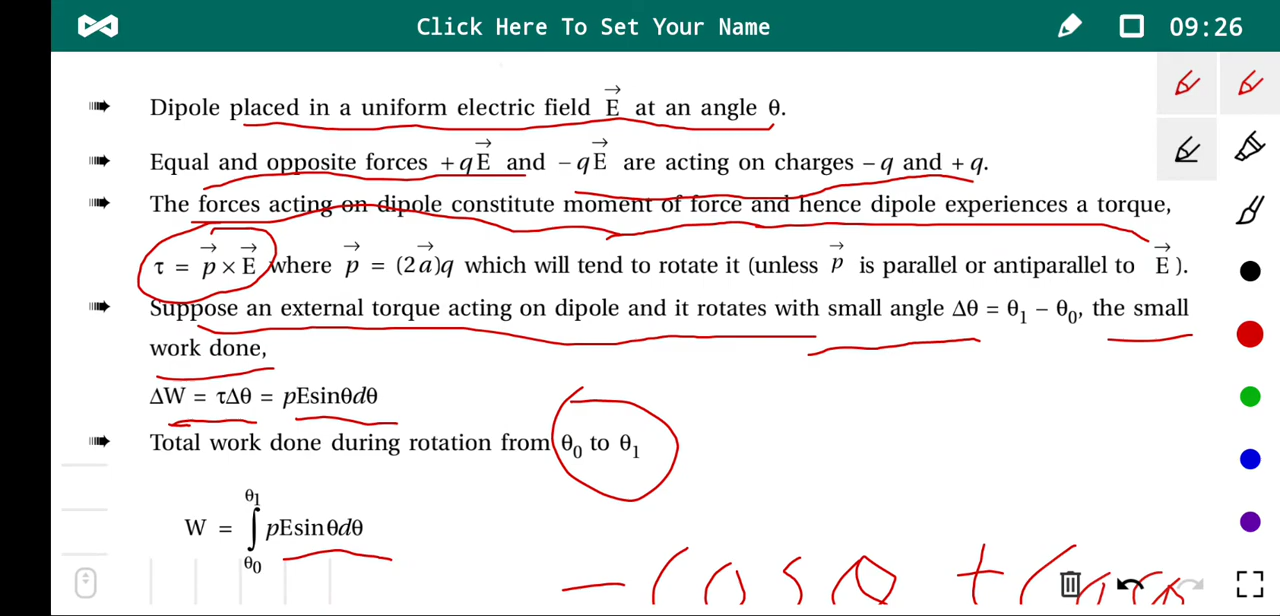 Click Here To Set Your Name
09:26
Dipole placed in a uniform electric field E⃗ at an angle θ.
Equal and opposite forces +qE⃗ and −qE⃗ are acting on charges −q and +q.
The forces acting on dipole constitute moment of force and hence dipole experiences a torque,
τ = p⃗ × E⃗ where p⃗ = (2a⃗)q which will tend to rotate it (unless p⃗ is parallel or antiparallel to E⃗ ).
Suppose an external torque acting on dipole and it rotates with small angle Δθ = θ₁ − θ₀, the small
work done,
ΔW = τΔθ = pEsinθdθ
Total work done during rotation from θ₀ to θ₁
W = ∫θ₀^θ₁ pEsinθdθ
− cosθ +